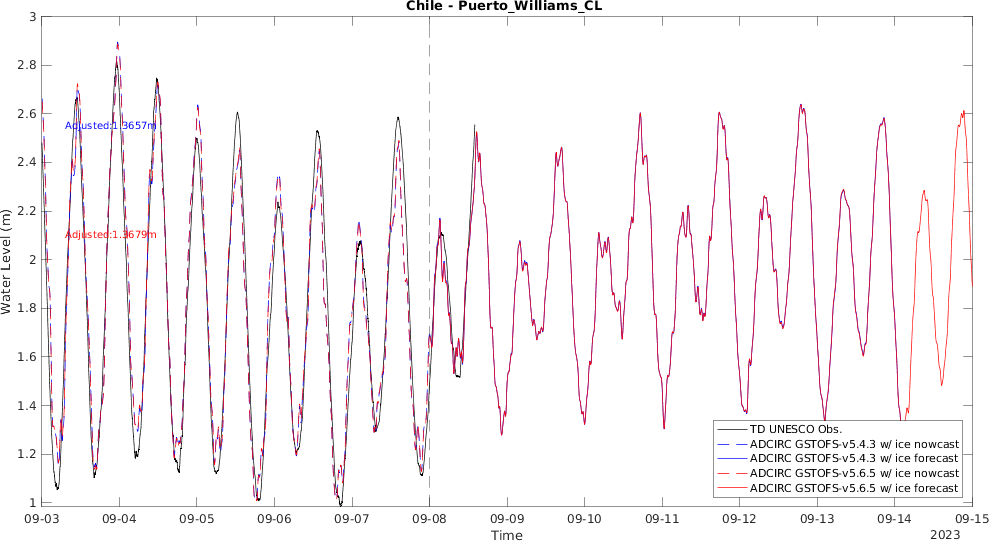 Chile - Puerto_Williams_CL
3
2.8
2.6
2.4
2.2
2
1.8
1.6
1.4
1.2
1
Water Level (m)
Adjusted:1.3657m
Adjusted:1.3679m
TD UNESCO Obs.
ADCIRC GSTOFS-v5.4.3 w/ ice nowcast
ADCIRC GSTOFS-v5.4.3 w/ ice forecast
ADCIRC GSTOFS-v5.6.5 w/ ice nowcast
ADCIRC GSTOFS-v5.6.5 w/ ice forecast
09-03 09-04 09-05 09-06 09-07 09-08 09-09 09-10 09-11 09-12 09-13 09-14 09-15
Time
2023